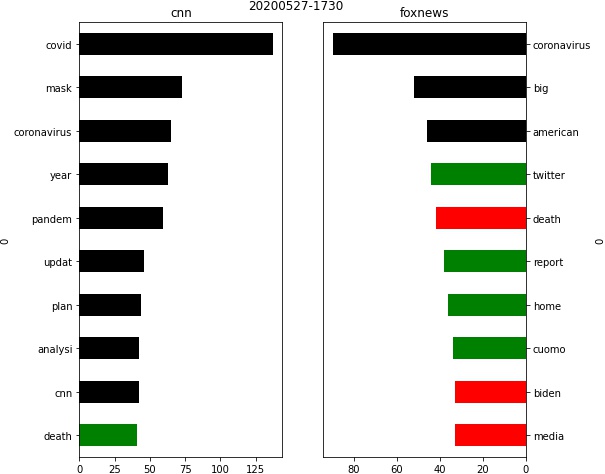 20200527-1730
cnn
covid
mask
coronavirus
year
pandem
updat
plan
analysi
cnn
death
0
0 25 50 75 100 125
foxnews
coronavirus
big
american
twitter
death
report
home
cuomo
biden
media
0
80 60 40 20 0